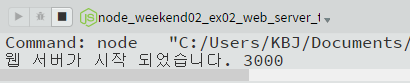 node_weekend02_ex02_web_server_1
Command: node "C:/Users/KBJ/Documents/
웹 서버가 시작 되었습니다. 3000